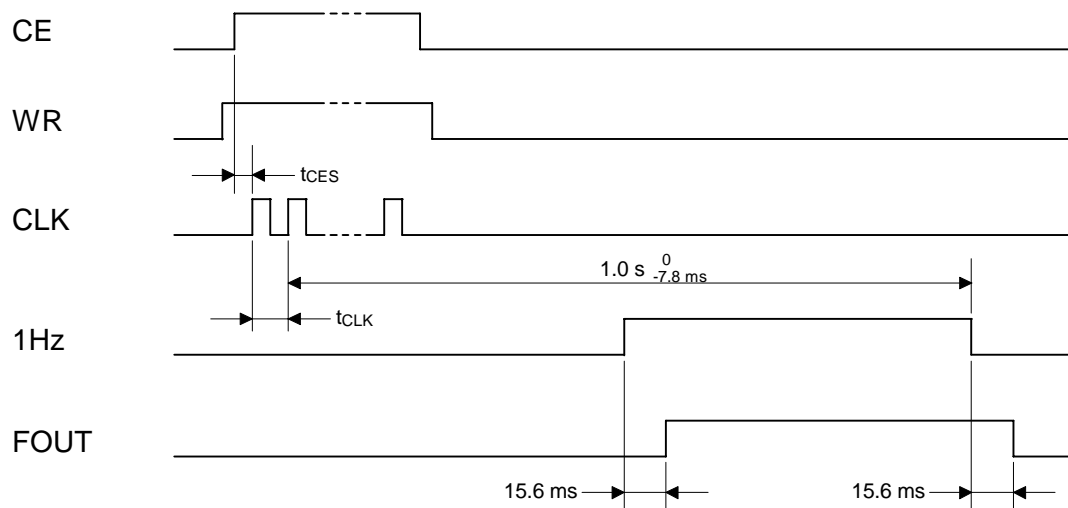 CE
WR
tCES
CLK
1.0 s 0 -7.8 ms
tCLK
1Hz
FOUT
15.6 ms 15.6 ms